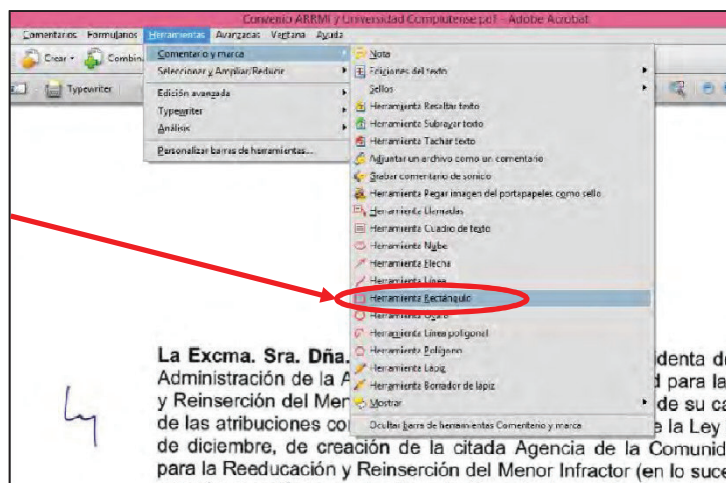 Convenio ARRMI y Universidad Complutense.pdf - Adobe Acrobat
Comentarios Formularios Herramientas Avanzadas Ventana Ayuda
Crear Combin
Comentario y marca
Seleccionar y Ampliar/Reducir
Typewriter
Edición avanzada
Typewriter
Análisis
Personalizar barras de herramientas...
Nota
Ediciones del texto
Sellos
Herramienta Resaltar texto
Herramienta Subrayar texto
Herramienta Tachar texto
Adjuntar un archivo como un comentario
Grabar comentario de sonido
Herramienta Pegar imagen del portapapeles como sello
Herramienta Llamadas
Herramienta Cuadro de texto
Herramienta Nube
Herramienta Flecha
Herramienta Línea
Herramienta Rectángulo
Herramienta Óvalo
Herramienta Línea poligonal
Herramienta Polígono
Herramienta Lápiz
Herramienta Borrador de lápiz
Mostrar
Ocultar barra de herramientas Comentario y marca
La Excma. Sra. Dña. denta de
Administración de la A d para la
y Reinserción del Men de su ca
de las atribuciones co e la Ley
de diciembre, de creación de la citada Agencia de la Comunid
para la Reeducación y Reinserción del Menor Infractor (en lo suce